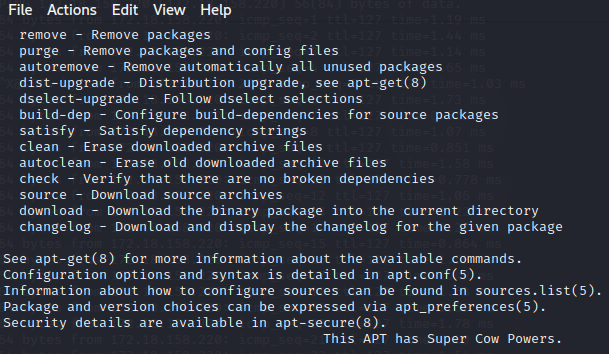 File Actions Edit View Help
remove - Remove packages
purge - Remove packages and config files
autoremove - Remove automatically all unused packages
dist-upgrade - Distribution upgrade, see apt-get(8)
dselect-upgrade - Follow dselect selections
build-dep - Configure build-dependencies for source packages
satisfy - Satisfy dependency strings
clean - Erase downloaded archive files
autoclean - Erase old downloaded archive files
check - Verify that there are no broken dependencies
source - Download source archives
download - Download the binary package into the current directory
changelog - Download and display the changelog for the given package
See apt-get(8) for more information about the available commands.
Configuration options and syntax is detailed in apt.conf(5).
Information about how to configure sources can be found in sources.list(5).
Package and version choices can be expressed via apt_preferences(5).
Security details are available in apt-secure(8).
This APT has Super Cow Powers.